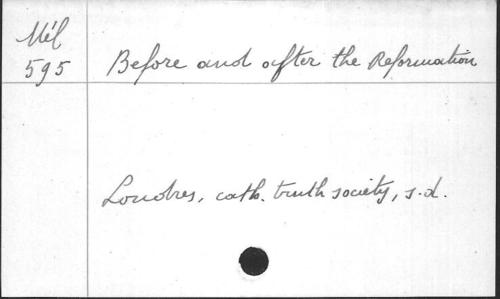 Mél
595
Before and after the Reformation
Londres, cath. truth society, s.d.